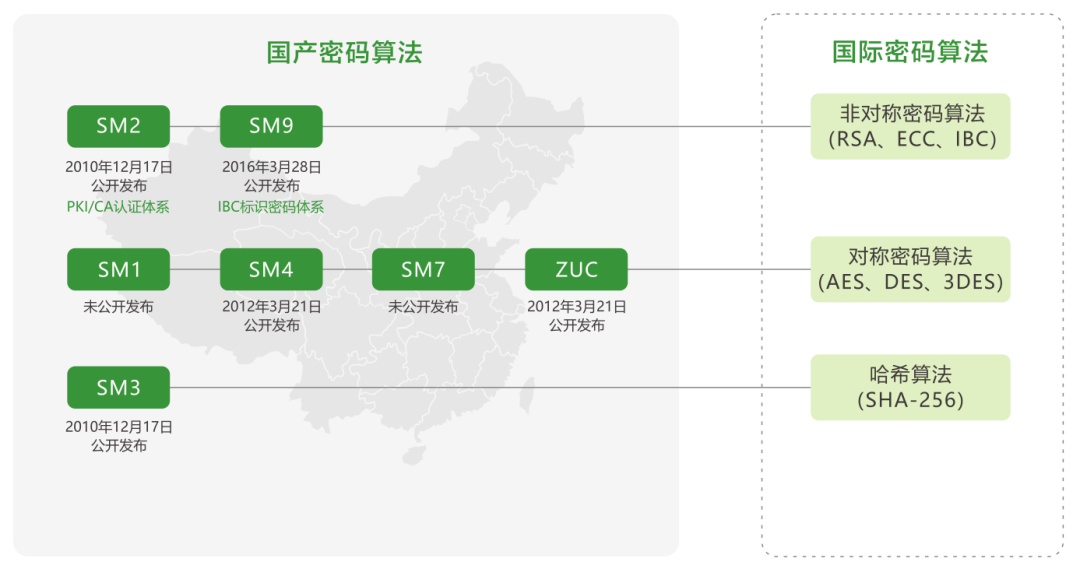 国产密码算法
国际密码算法
SM2
SM9
非对称密码算法
(RSA、ECC、IBC)
2010年12月17日
公开发布
PKI/CA认证体系
2016年3月28日
公开发布
IBC标识密码体系
SM1
SM4
SM7
ZUC
对称密码算法
(AES、DES、3DES)
未公开发布
2012年3月21日
公开发布
未公开发布
2012年3月21日
公开发布
SM3
哈希算法
(SHA-256)
2010年12月17日
公开发布